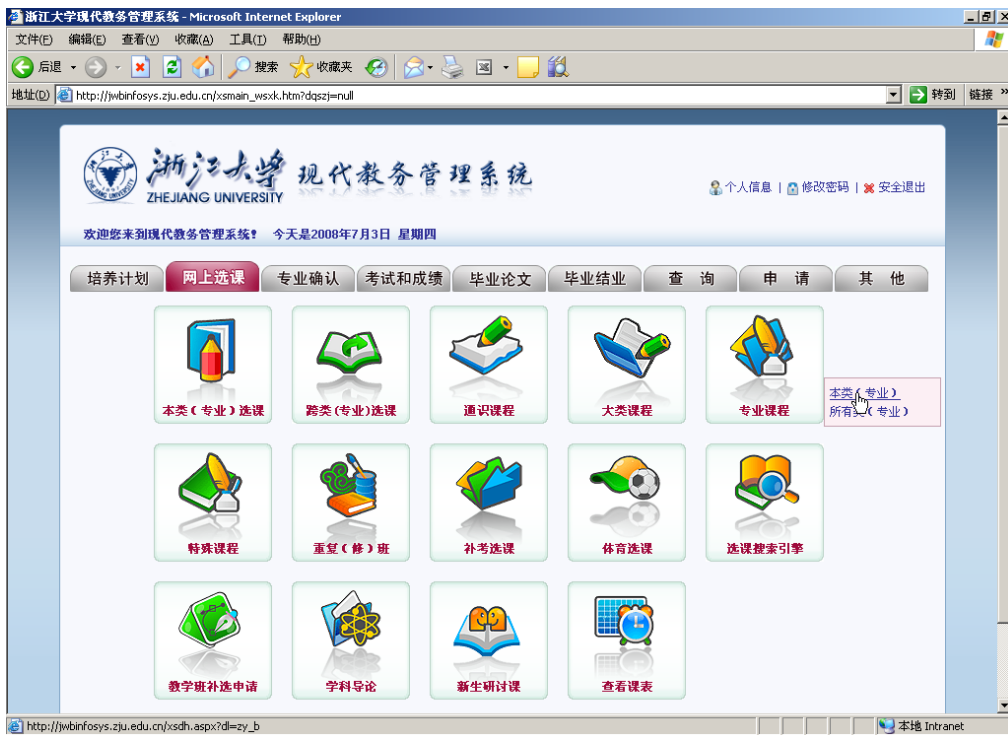 浙江大学现代教务管理系统 - Microsoft Internet Explorer
文件(F) 编辑(E) 查看(V) 收藏(A) 工具(T) 帮助(H)
后退 搜索 收藏夹
地址(D) http://jwbinfosys.zju.edu.cn/xsmain_wsxk.htm?dqszj=null 转到 链接 »
浙江大学 现代教务管理系统
ZHEJIANG UNIVERSITY
个人信息 | 修改密码 | 安全退出
欢迎您来到现代教务管理系统! 今天是2008年7月3日 星期四
培养计划 网上选课 专业确认 考试和成绩 毕业论文 毕业结业 查 询 申 请 其 他
本类(专业)选课 跨类(专业)选课 通识课程 大类课程 专业课程
本类(专业)
所有类(专业)
特殊课程 重复(修)班 补考选课 体育选课 选课搜索引擎
教学班补选申请 学科导论 新生研讨课 查看课表
http://jwbinfosys.zju.edu.cn/xsdh.aspx?dl=zy_b 本地 Intranet